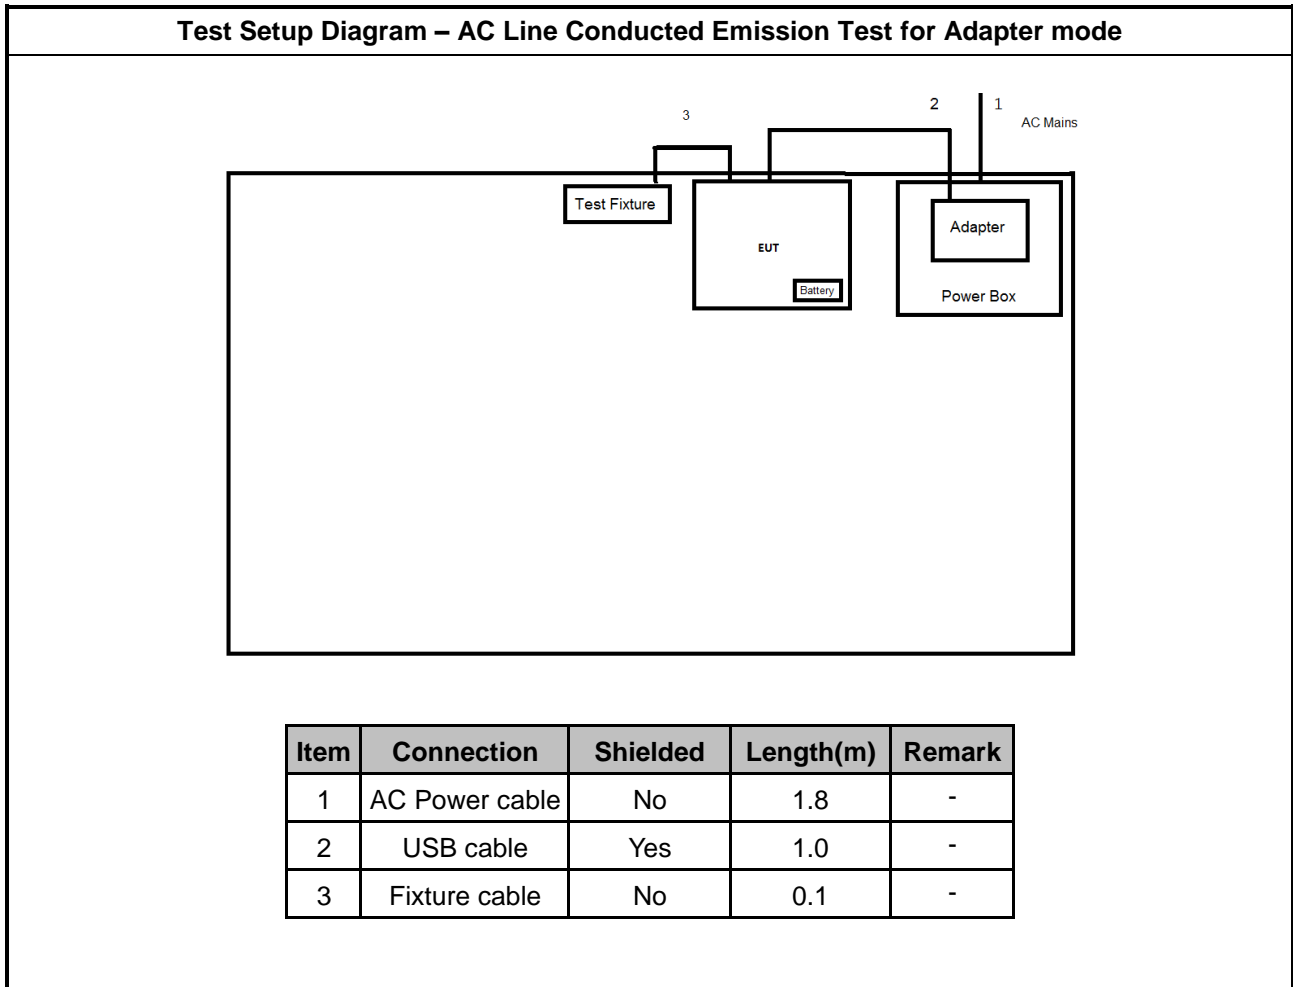 Test Setup Diagram – AC Line Conducted Emission Test for Adapter mode
3
2
1
AC Mains
Test Fixture
EUT
Battery
Adapter
Power Box
Item Connection Shielded Length(m) Remark
1 AC Power cable No 1.8 -
2 USB cable Yes 1.0 -
3 Fixture cable No 0.1 -